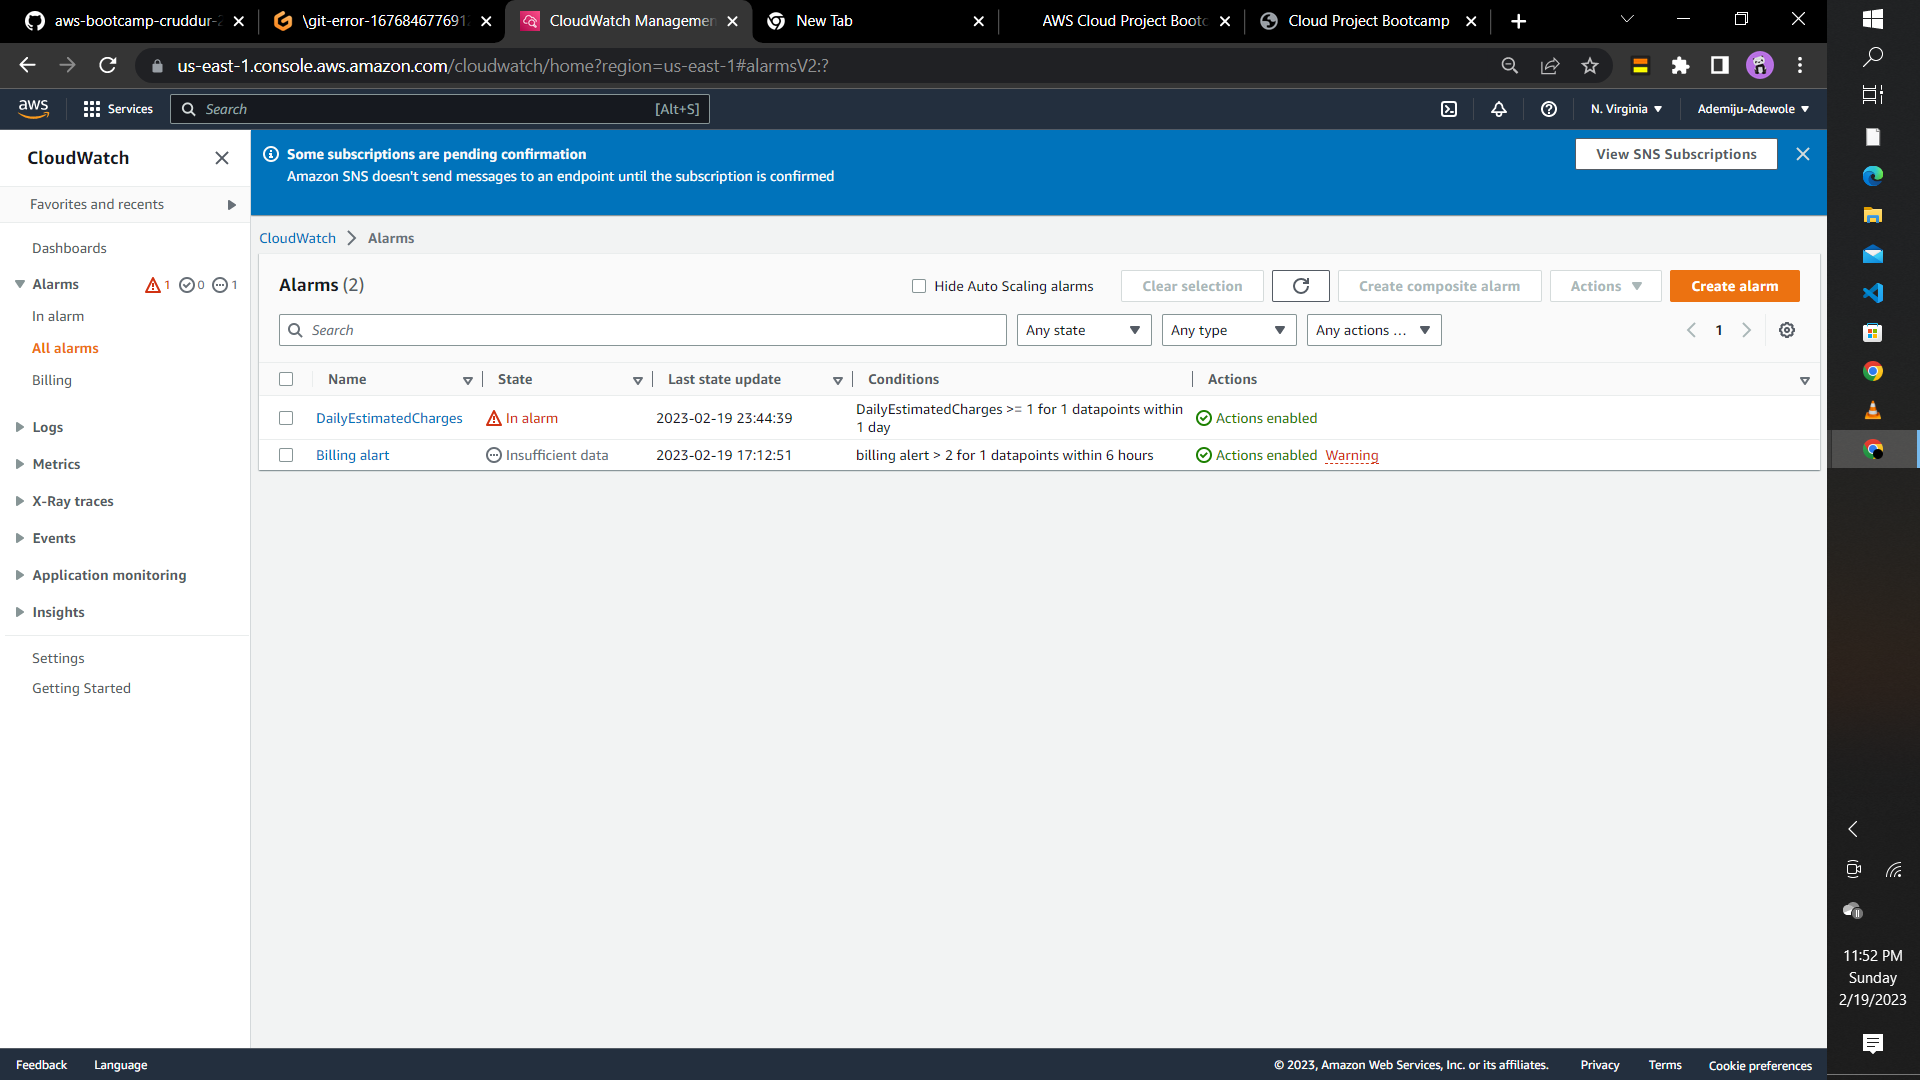 aws-bootcamp-cruddur-2
\git-error-167684677691
CloudWatch Managemen
New Tab
AWS Cloud Project Bootc
Cloud Project Bootcamp
us-east-1.console.aws.amazon.com/cloudwatch/home?region=us-east-1#alarmsV2:?
aws
Services
Search
[Alt+S]
N. Virginia
Ademiju-Adewole
CloudWatch
Favorites and recents
Dashboards
Alarms 1 0 1
In alarm
All alarms
Billing
Logs
Metrics
X-Ray traces
Events
Application monitoring
Insights
Settings
Getting Started
Some subscriptions are pending confirmation
Amazon SNS doesn't send messages to an endpoint until the subscription is confirmed
View SNS Subscriptions
CloudWatch Alarms
Alarms (2)
Hide Auto Scaling alarms
Clear selection
Create composite alarm
Actions
Create alarm
Search
Any state
Any type
Any actions ...
1
Name State Last state update Conditions Actions
DailyEstimatedCharges In alarm 2023-02-19 23:44:39 DailyEstimatedCharges >= 1 for 1 datapoints within
1 day
Actions enabled
Billing alart Insufficient data 2023-02-19 17:12:51 billing alert > 2 for 1 datapoints within 6 hours Actions enabled Warning
11:52 PM
Sunday
2/19/2023
Feedback
Language
© 2023, Amazon Web Services, Inc. or its affiliates.
Privacy
Terms
Cookie preferences